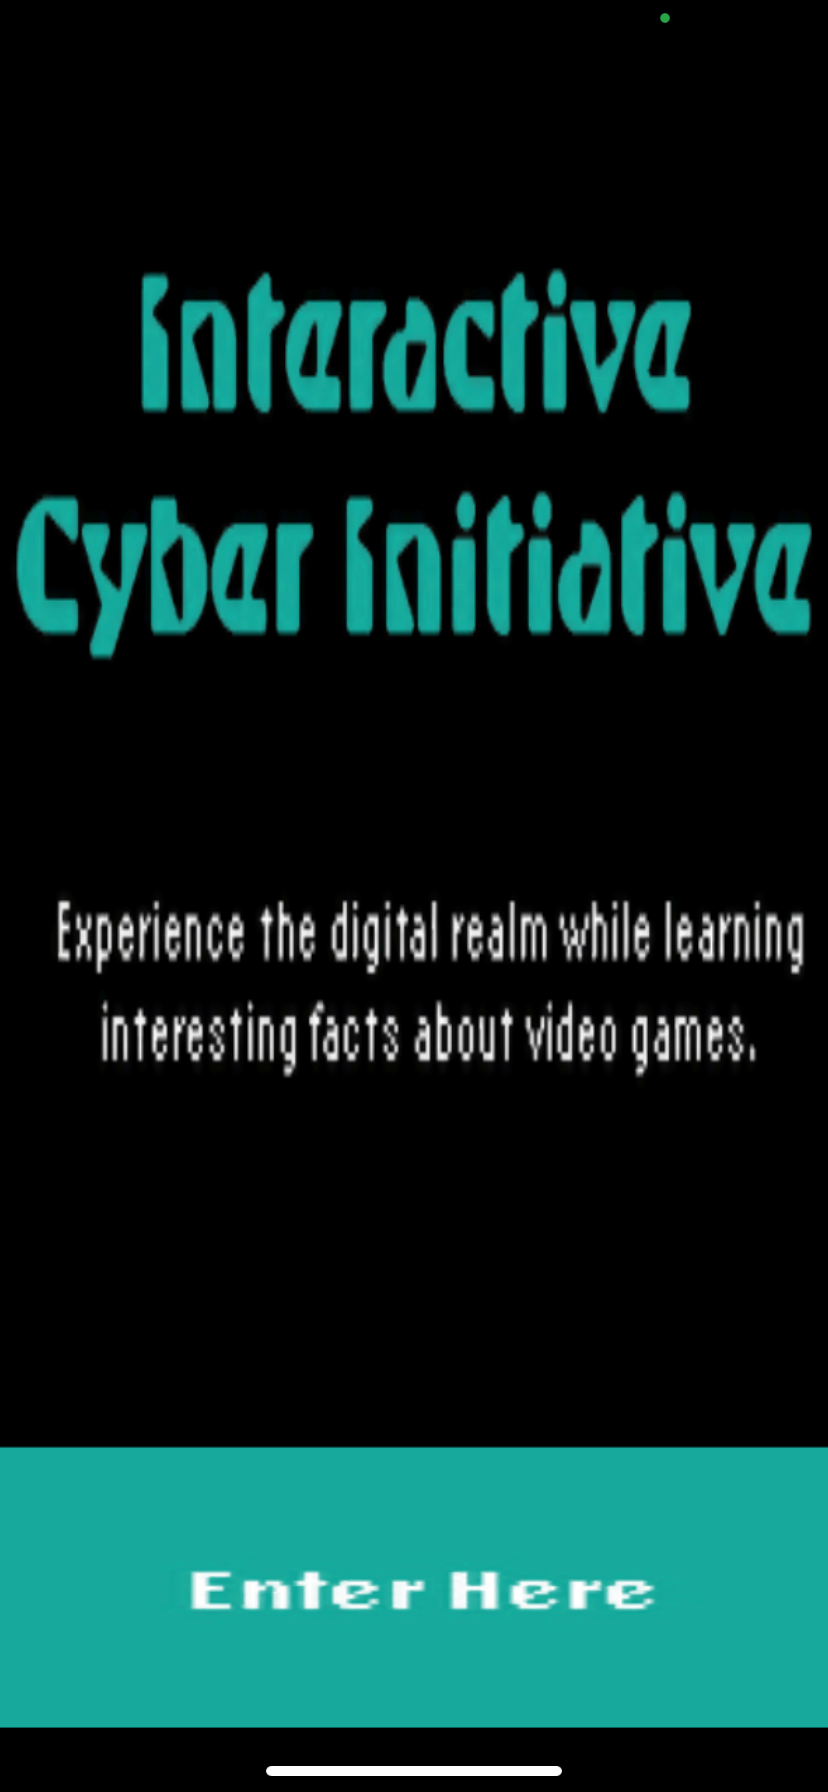 Interactive
Cyber Initiative
Experience the digital realm while learning
interesting facts about video games.
Enter Here